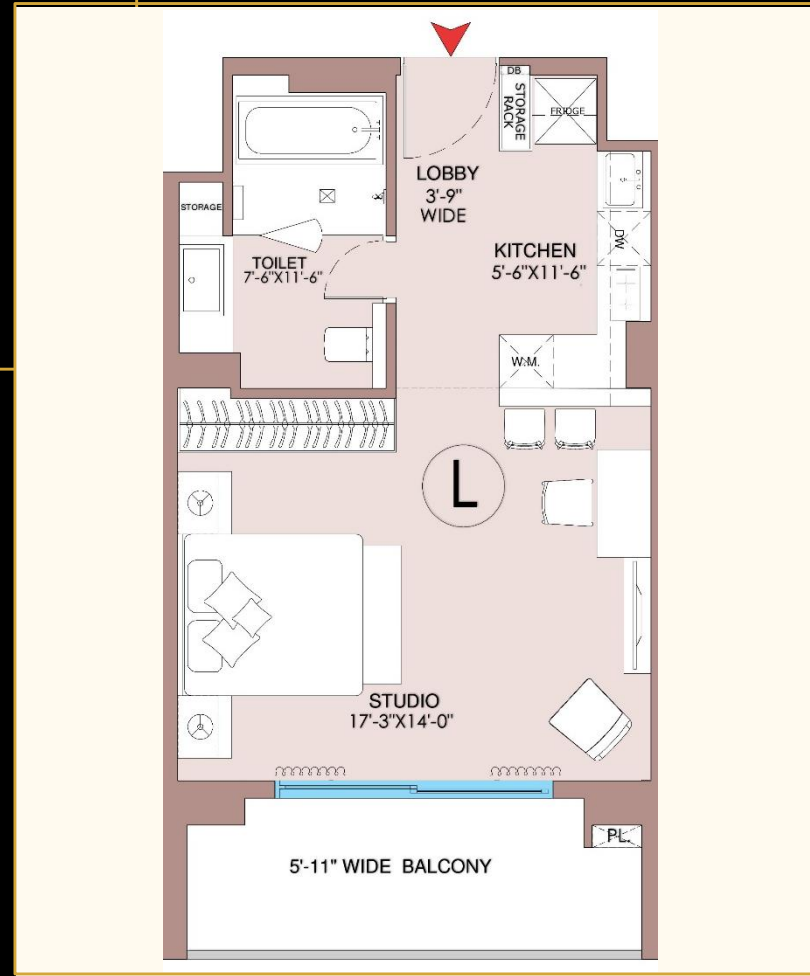 DB
STORAGE
RACK
FRIDGE
LOBBY
3'-9"
WIDE
STORAGE
TOILET
7'-6"X11'-6"
KITCHEN
5'-6"X11'-6"
DW
W.M.
L
STUDIO
17'-3"X14'-0"
PL.
5'-11" WIDE BALCONY